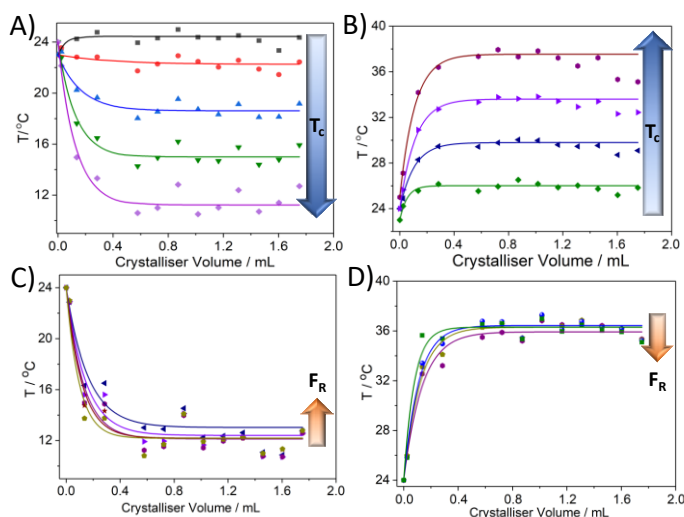 A)
24
20
16
12
T/°C
0.0 0.4 0.8 1.2 1.6 2.0
Crystalliser Volume / mL
Tc
B)
40
36
32
28
24
T/°C
0.0 0.4 0.8 1.2 1.6 2.0
Crystalliser Volume / mL
Tc
C)
24
20
16
12
T / °C
0.0 0.4 0.8 1.2 1.6 2.0
Crystalliser Volume / mL
FR
D)
40
36
32
28
24
T / °C
0.0 0.4 0.8 1.2 1.6 2.0
Crystalliser Volume / mL
FR